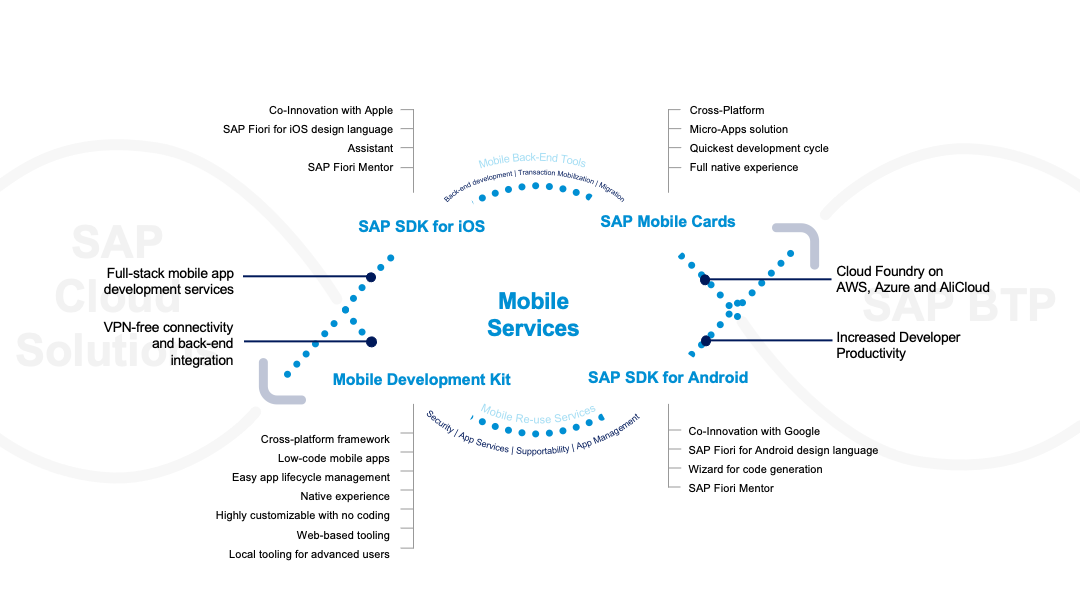 Co-Innovation with Apple
SAP Fiori for iOS design language
Assistant
SAP Fiori Mentor
Cross-Platform
Micro-Apps solution
Quickest development cycle
Full native experience
Mobile Back-End Tools
Back-end development | Transaction Mobilization | Migration
SAP SDK for iOS
SAP Mobile Cards
SAP
Cloud
Solution
Full-stack mobile app
development services
VPN-free connectivity
and back-end
integration
Mobile
Services
Cloud Foundry on
AWS, Azure and AliCloud
SAP BTP
Increased Developer
Productivity
Mobile Development Kit
SAP SDK for Android
Mobile Re-use Services
Security | App Services | Supportability | App Management
Cross-platform framework
Low-code mobile apps
Easy app lifecycle management
Native experience
Highly customizable with no coding
Web-based tooling
Local tooling for advanced users
Co-Innovation with Google
SAP Fiori for Android design language
Wizard for code generation
SAP Fiori Mentor